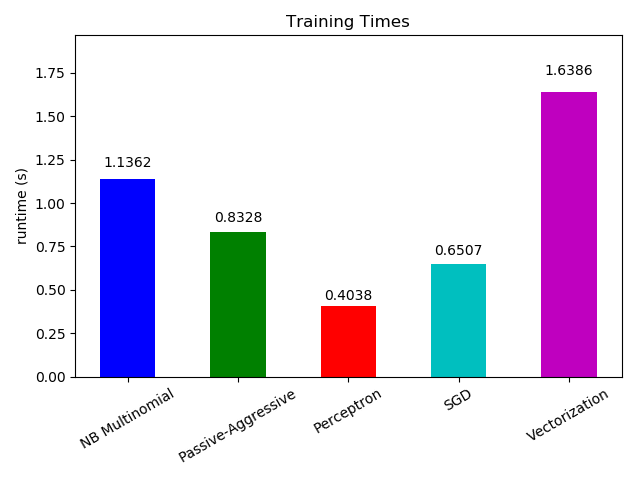 Training Times
runtime (s)
1.75
1.50
1.25
1.00
0.75
0.50
0.25
0.00
1.1362
0.8328
0.4038
0.6507
1.6386
NB Multinomial
Passive-Aggressive
Perceptron
SGD
Vectorization